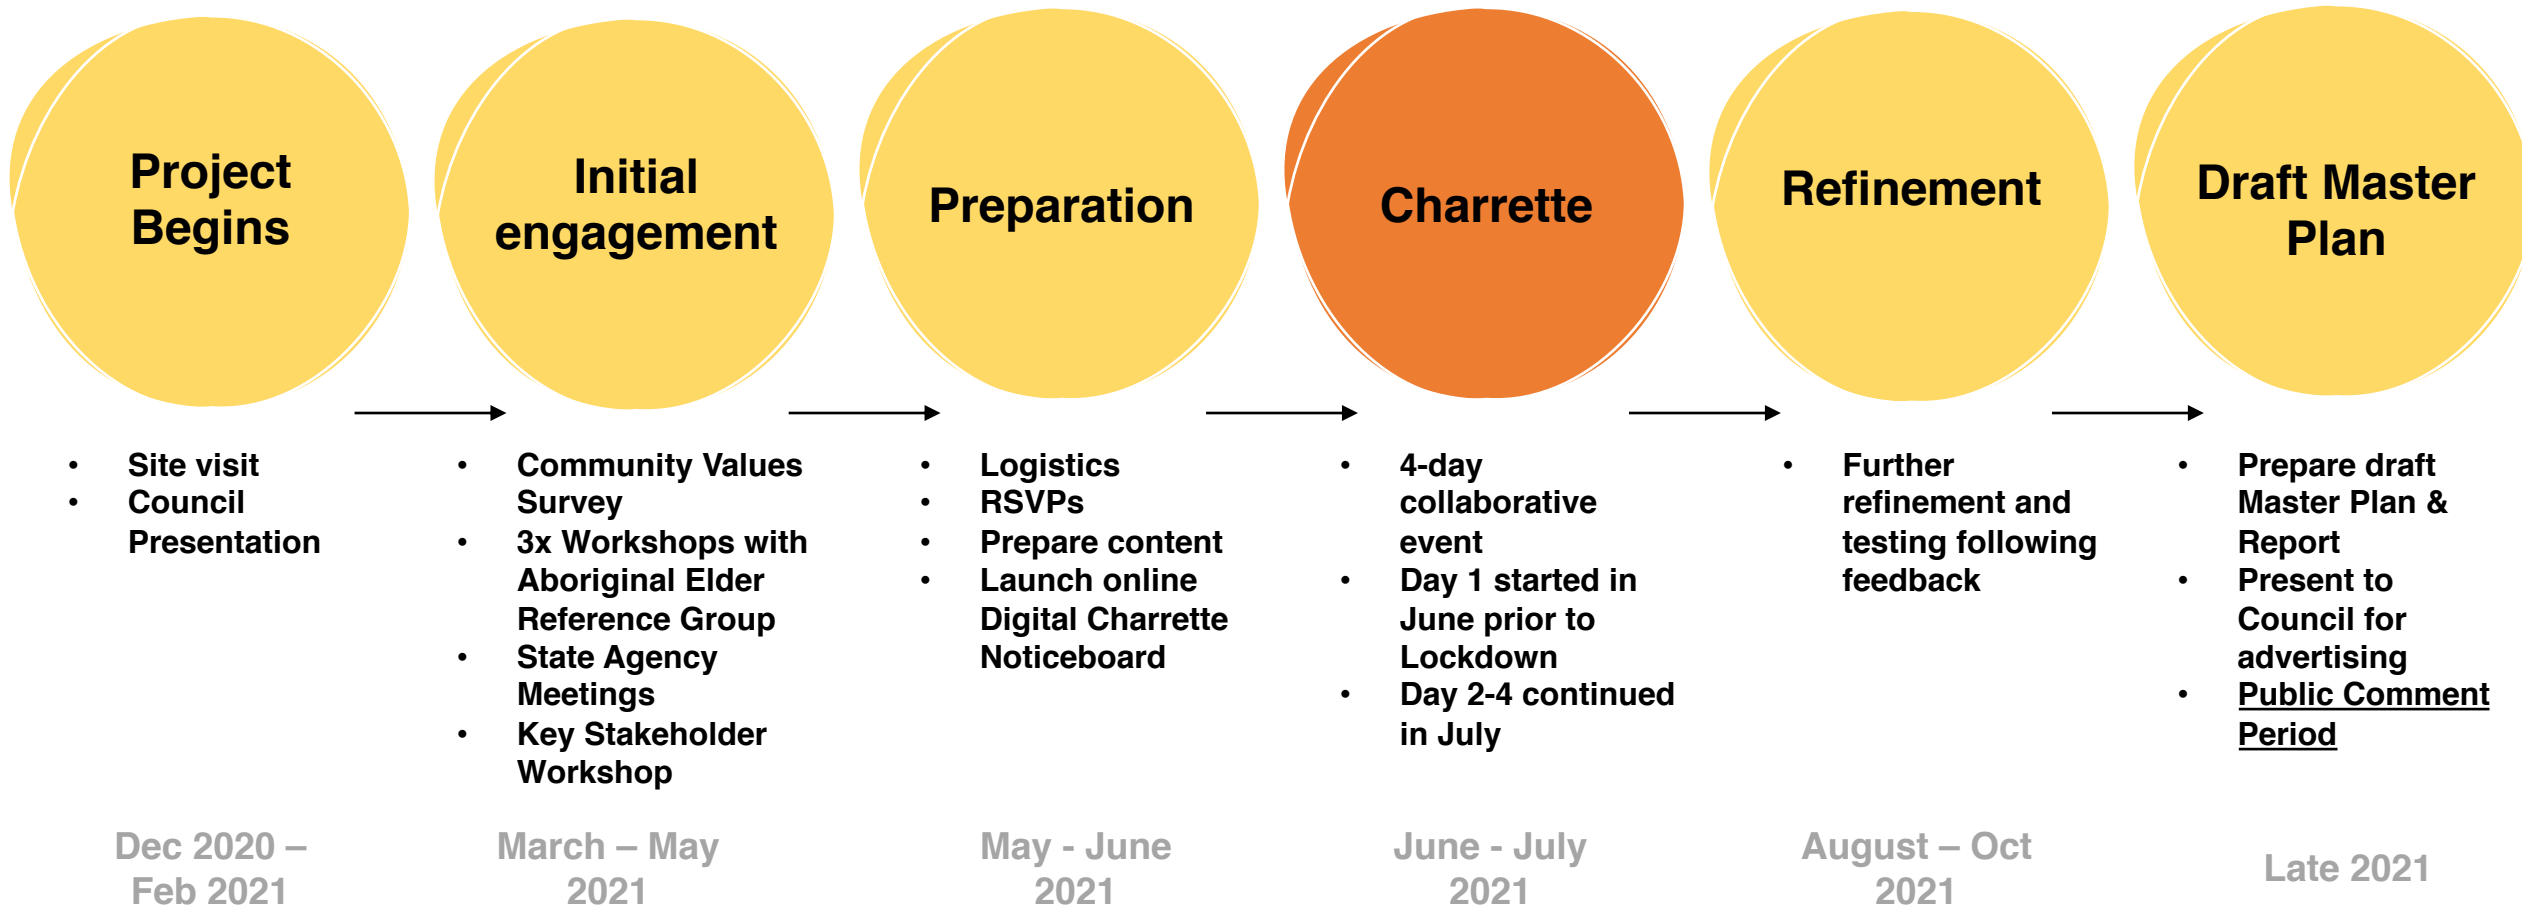 Project
Begins
Initial
engagement
Preparation
Charrette
Refinement
Draft Master
Plan
• Site visit
• Council
Presentation
• Community Values
Survey
• 3x Workshops with
Aboriginal Elder
Reference Group
• State Agency
Meetings
• Key Stakeholder
Workshop
• Logistics
• RSVPs
• Prepare content
• Launch online
Digital Charrette
Noticeboard
• 4-day
collaborative
event
• Day 1 started in
June prior to
Lockdown
• Day 2-4 continued
in July
• Further
refinement and
testing following
feedback
• Prepare draft
Master Plan &
Report
• Present to
Council for
advertising
• Public Comment
Period
Dec 2020 –
Feb 2021
March – May
2021
May - June
2021
June - July
2021
August – Oct
2021
Late 2021